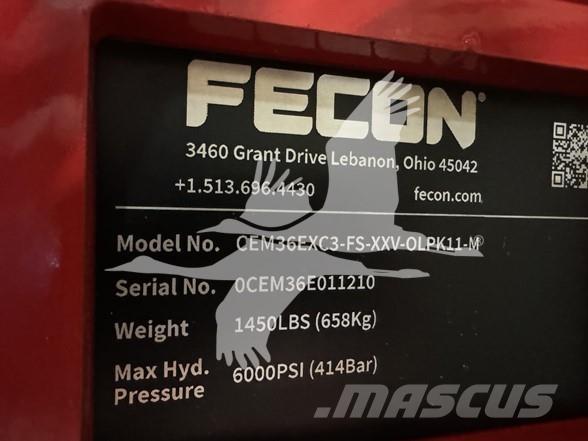 FECON®
3460 Grant Drive Lebanon, Ohio 45042
+1.513.696.4430 fecon.com
Model No. CEM36EXC3-FS-XXV-OLPK11-M
Serial No. 0CEM36E011210
Weight 1450LBS (658Kg)
Max Hyd. Pressure 6000PSI (414Bar)
MASCUS